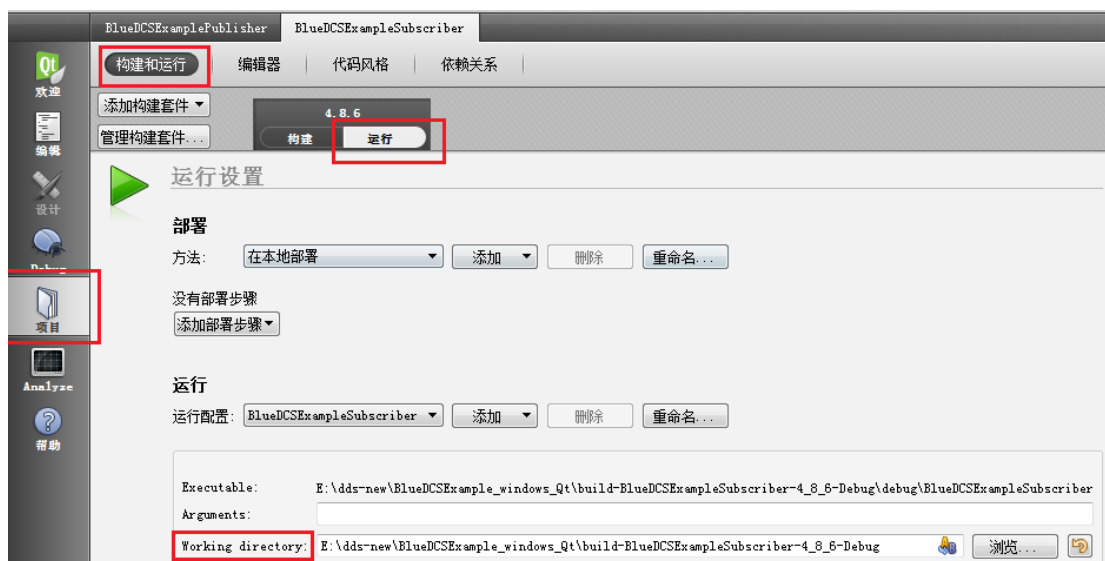 BlueDCSExamplePublisher BlueDCSExampleSubscriber
Qt
欢迎
构建和运行 编辑器 代码风格 依赖关系
添加构建套件
管理构建套件...
4.8.6
构建 运行
编辑
设计
Debug
项目
Analyze
帮助
运行设置
部署
方法: 在本地部署 添加 删除 重命名...
没有部署步骤
添加部署步骤
运行
运行配置: BlueDCSExampleSubscriber 添加 删除 重命名...
Executable: E:\dds-new\BlueDCSExample_windows_Qt\build-BlueDCSExampleSubscriber-4_8_6-Debug\debug\BlueDCSExampleSubscriber
Arguments:
Working directory: E:\dds-new\BlueDCSExample_windows_Qt\build-BlueDCSExampleSubscriber-4_8_6-Debug 浏览...